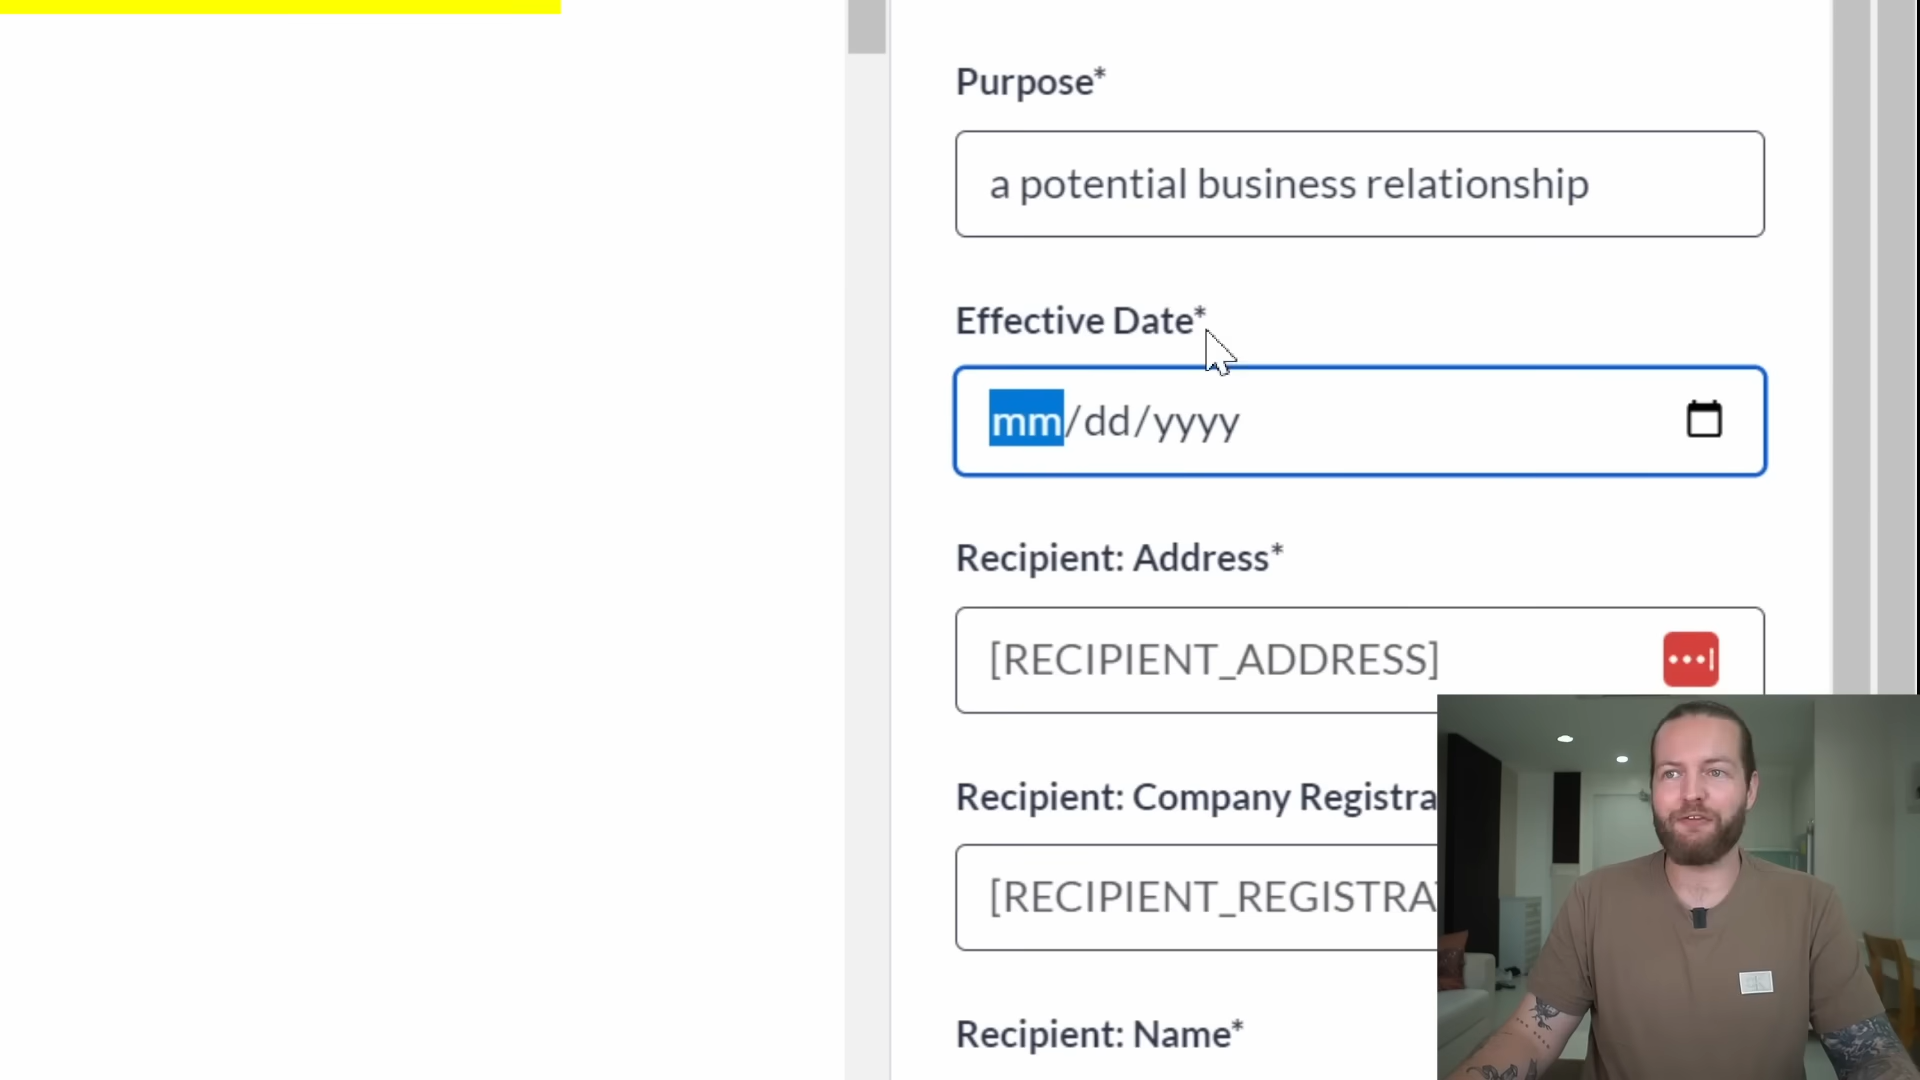 Purpose*
a potential business relationship
Effective Date*
mm/dd/yyyy
Recipient: Address*
[RECIPIENT_ADDRESS]
Recipient: Company Registra
[RECIPIENT_REGISTRA
Recipient: Name*